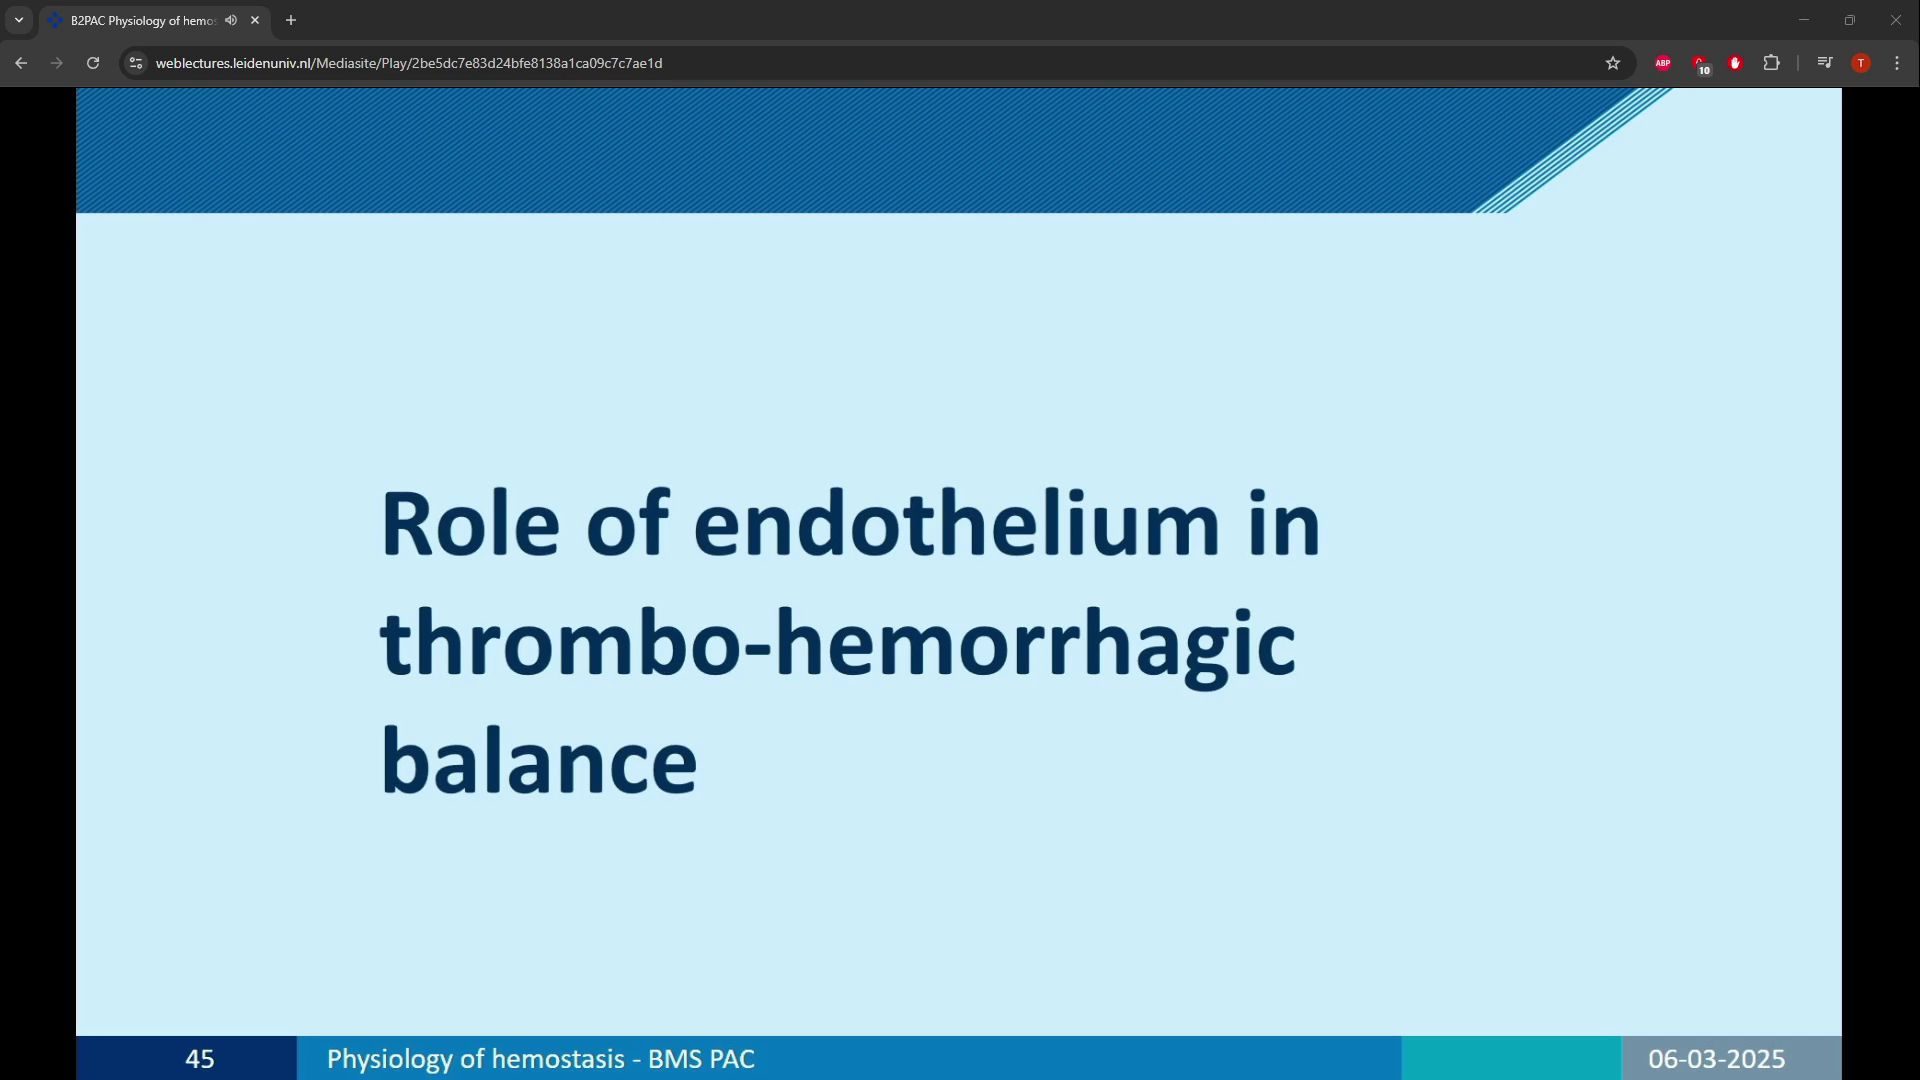 B2PAC Physiology of hemos
weblectures.leidenuniv.nl/Mediasite/Play/2be5dc7e83d24bfe8138a1ca09c7c7ae1d
ABP
10
T
Role of endothelium in
thrombo-hemorrhagic
balance
45
Physiology of hemostasis - BMS PAC
06-03-2025